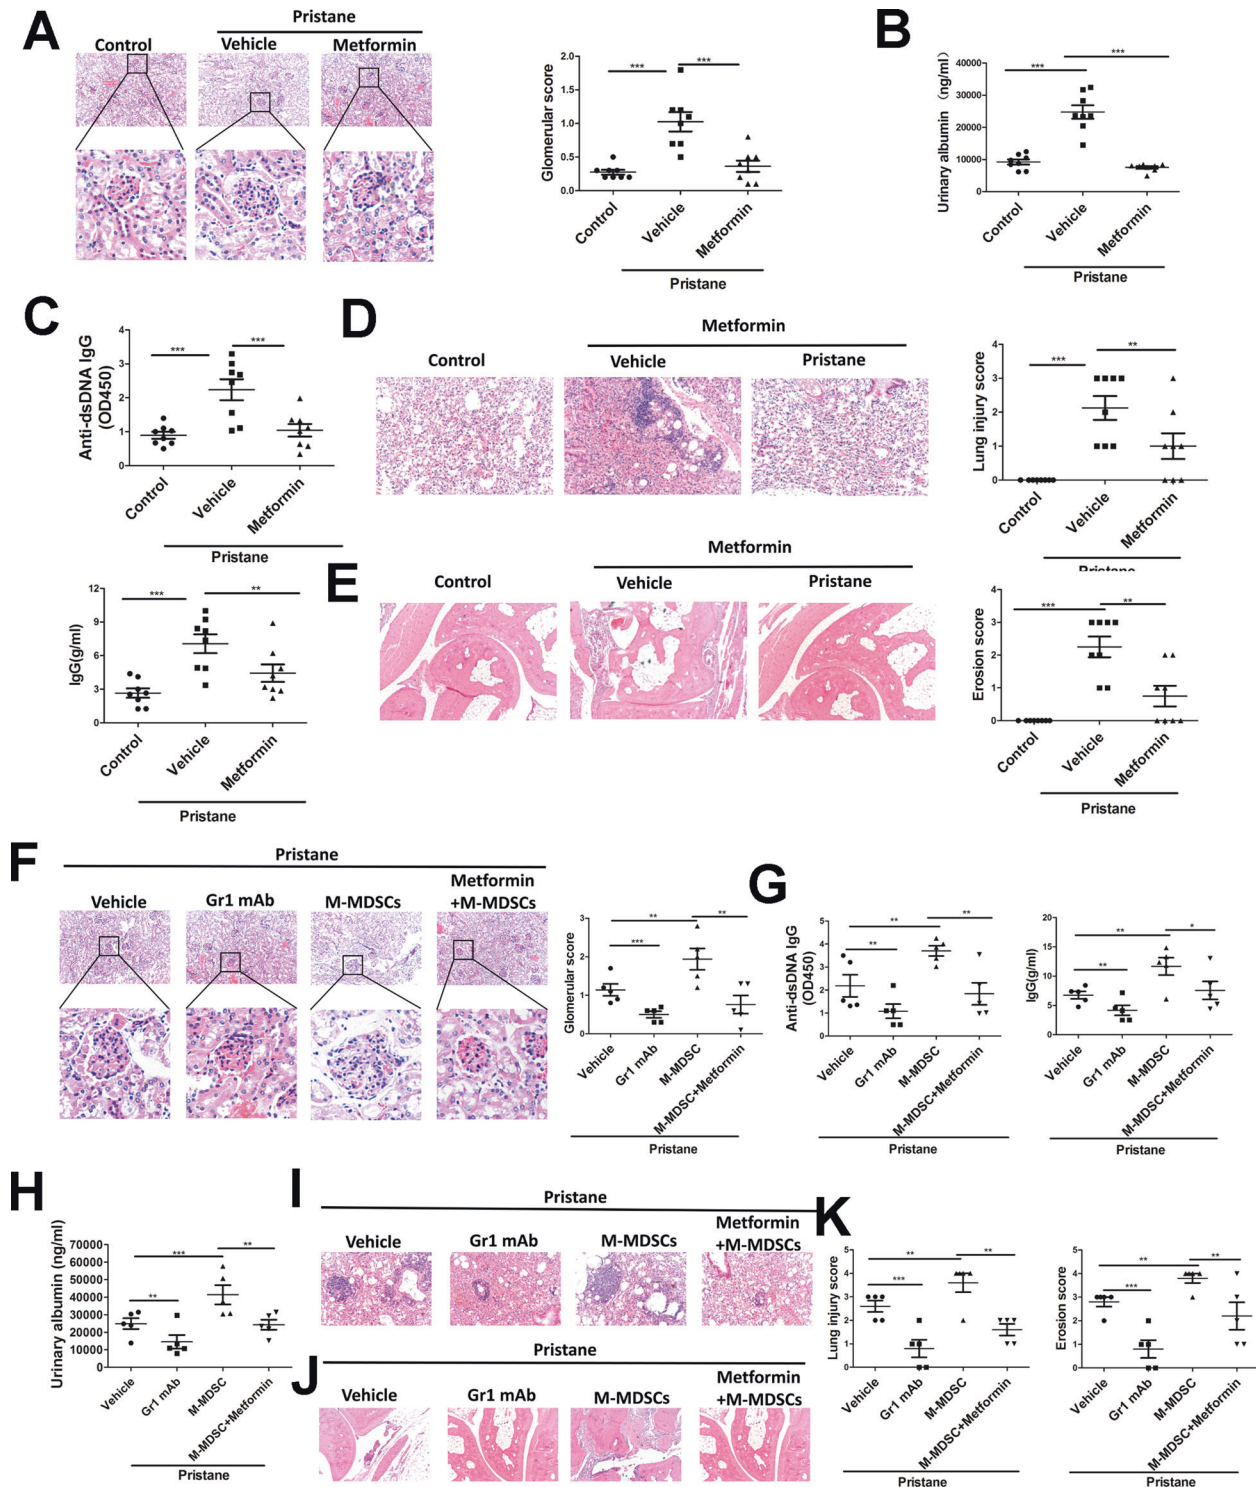 A
Pristane
Control
Vehicle
Metformin
Glomerular score
2.0
1.5
1.0
0.5
0.0
***
***
Control
Vehicle
Metformin
Pristane
B
Urinary albumin (ng/ml)
40000
30000
20000
10000
0
***
***
Control
Vehicle
Metformin
Pristane
C
Anti-dsDNA IgG
(OD450)
4
3
2
1
0
***
***
Control
Vehicle
Metformin
Pristane
IgG(g/ml)
12
9
6
3
0
***
**
Control
Vehicle
Metformin
Pristane
D
Metformin
Control
Vehicle
Pristane
Lung injury score
4
3
2
1
0
***
**
Control
Vehicle
Metformin
Pristane
E
Metformin
Control
Vehicle
Pristane
Erosion score
4
3
2
1
0
***
**
Control
Vehicle
Metformin
Pristane
F
Pristane
Vehicle
Gr1 mAb
M-MDSCs
Metformin
+M-MDSCs
Glomerular score
3
2
1
0
**
**
***
Vehicle
Gr1 mAb
M-MDSC
M-MDSC+Metformin
Pristane
G
Anti-dsDNA IgG
(OD450)
5
4
3
2
1
0
**
**
**
Vehicle
Gr1 mAb
M-MDSC
M-MDSC+Metformin
Pristane
IgG(g/ml)
20
15
10
5
0
**
*
**
Vehicle
Gr1 mAb
M-MDSC
M-MDSC+Metformin
Pristane
H
Urinary albumin (ng/ml)
70000
60000
50000
40000
30000
20000
10000
0
***
**
**
Vehicle
Gr1 mAb
M-MDSC
M-MDSC+Metformin
Pristane
I
Pristane
Vehicle
Gr1 mAb
M-MDSCs
Metformin
+M-MDSCs
J
Pristane
Vehicle
Gr1 mAb
M-MDSCs
Metformin
+M-MDSCs
K
Lung injury score
5
4
3
2
1
0
**
**
***
Vehicle
Gr1 mAb
M-MDSC
M-MDSC+Metformin
Pristane
Erosion score
5
4
3
2
1
0
**
**
***
Vehicle
Gr1 mAb
M-MDSC
M-MDSC+Metformin
Pristane